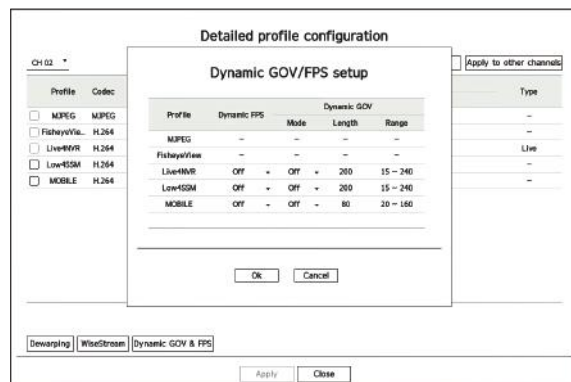 Detailed profile configuration
CH 02
Apply to other channels
Profile Codec Type
MJPEG MJPEG –
FisheyeVie... H.264 –
Live4NVR H.264 Live
Low4SSM H.264 –
MOBILE H.264 –
Dynamic GOV/FPS setup
Profile Dynamic FPS Dynamic GOV
Mode Length Range
MJPEG – – – –
FisheyeView – – – –
Live4NVR Off Off 200 15 ~ 240
Low4SSM Off Off 200 15 ~ 240
MOBILE Off Off 80 20 ~ 160
Ok Cancel
Dewarping WiseStream Dynamic GOV & FPS
Apply Close